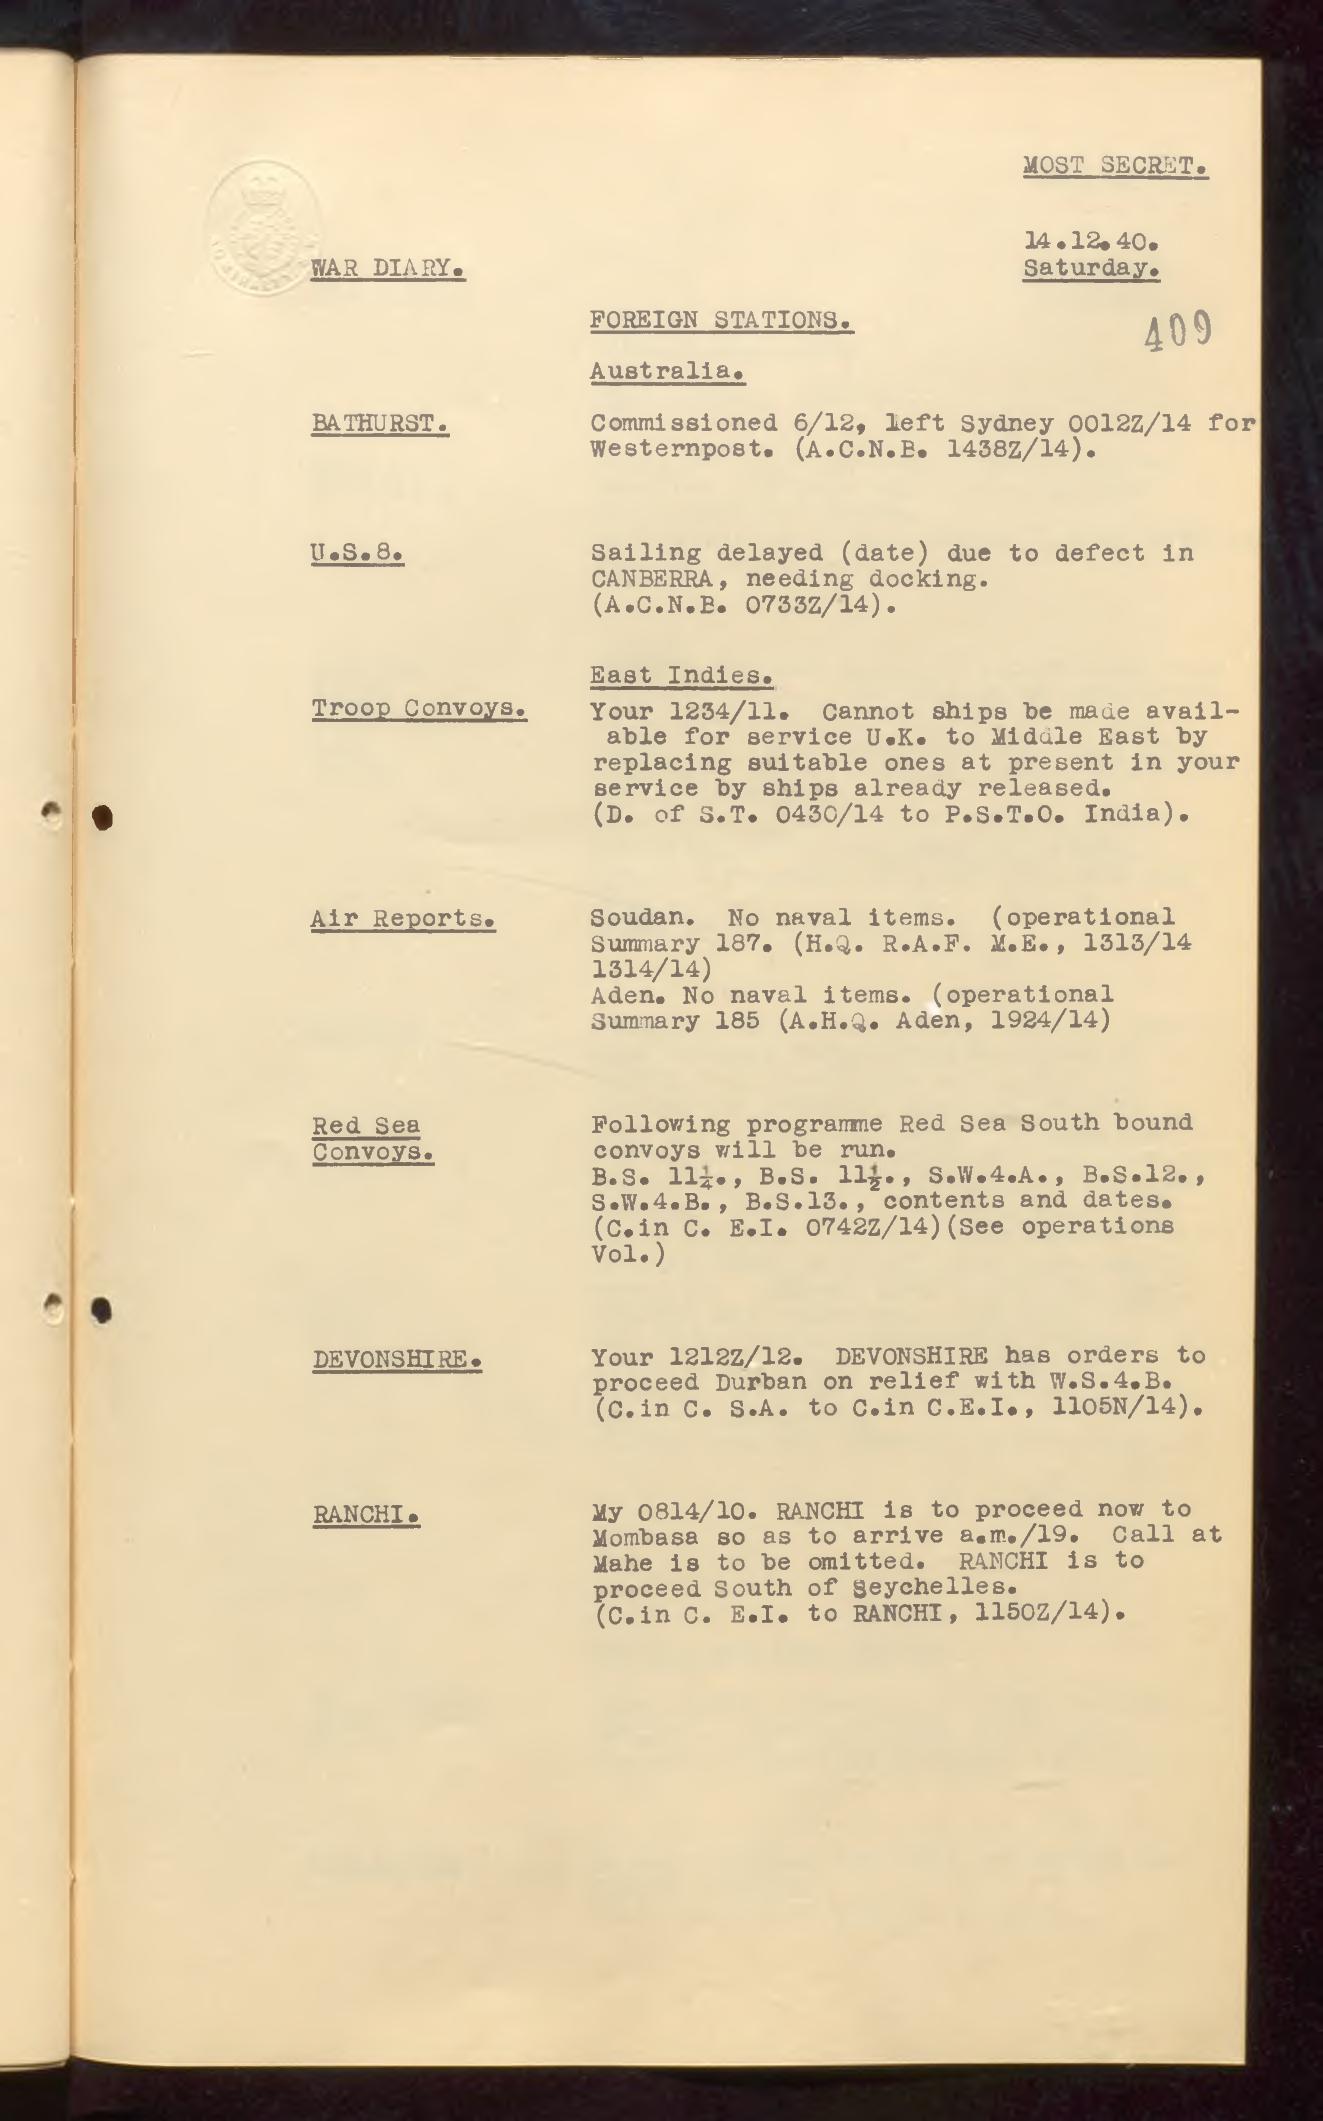 MOST SECRET.
14.12.40.
WAR DIARY. Saturday.
FOREIGN STATIONS.
409
Australia.
BATHURST. Commissioned 6/12, left Sydney 0012Z/14 for
Westernpost. (A.C.N.B. 1438Z/14).
U.S.8. Sailing delayed (date) due to defect in
CANBERRA, needing docking.
(A.C.N.B. 0733Z/14).
East Indies.
Troop Convoys. Your 1234/11. Cannot ships be made avail-
able for service U.K. to Middle East by
replacing suitable ones at present in your
service by ships already released.
(D. of S.T. 0430/14 to P.S.T.O. India).
Air Reports. Soudan. No naval items. (operational
Summary 187. (H.Q. R.A.F. M.E., 1313/14
1314/14)
Aden. No naval items. (operational
Summary 185 (A.H.Q. Aden, 1924/14)
Red Sea Following programme Red Sea South bound
Convoys. convoys will be run.
B.S. 11¼., B.S. 11½., S.W.4.A., B.S.12.,
S.W.4.B., B.S.13., contents and dates.
(C.in C. E.I. 0742Z/14)(See operations
Vol.)
DEVONSHIRE. Your 1212Z/12. DEVONSHIRE has orders to
proceed Durban on relief with W.S.4.B.
(C.in C. S.A. to C.in C.E.I., 1105N/14).
RANCHI. My 0814/10. RANCHI is to proceed now to
Mombasa so as to arrive a.m./19. Call at
Mahe is to be omitted. RANCHI is to
proceed South of Seychelles.
(C.in C. E.I. to RANCHI, 1150Z/14).